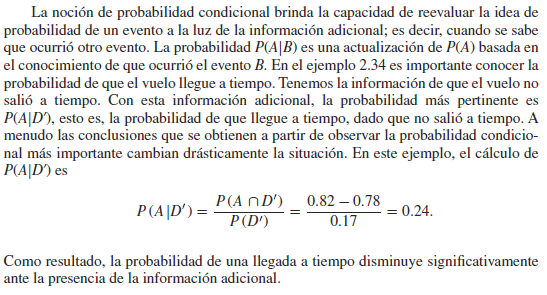 La noción de probabilidad condicional brinda la capacidad de reevaluar la idea de
probabilidad de un evento a la luz de la información adicional; es decir, cuando se sabe
que ocurrió otro evento. La probabilidad P(A|B) es una actualización de P(A) basada en
el conocimiento de que ocurrió el evento B. En el ejemplo 2.34 es importante conocer la
probabilidad de que el vuelo llegue a tiempo. Tenemos la información de que el vuelo no
salió a tiempo. Con esta información adicional, la probabilidad más pertinente es
P(A|D′), esto es, la probabilidad de que llegue a tiempo, dado que no salió a tiempo. A
menudo las conclusiones que se obtienen a partir de observar la probabilidad condicio-
nal más importante cambian drásticamente la situación. En este ejemplo, el cálculo de
P(A|D′) es
P(A|D′) = P(A ∩ D′) / P(D′) = 0.82 – 0.78 / 0.17 = 0.24.
Como resultado, la probabilidad de una llegada a tiempo disminuye significativamente
ante la presencia de la información adicional.